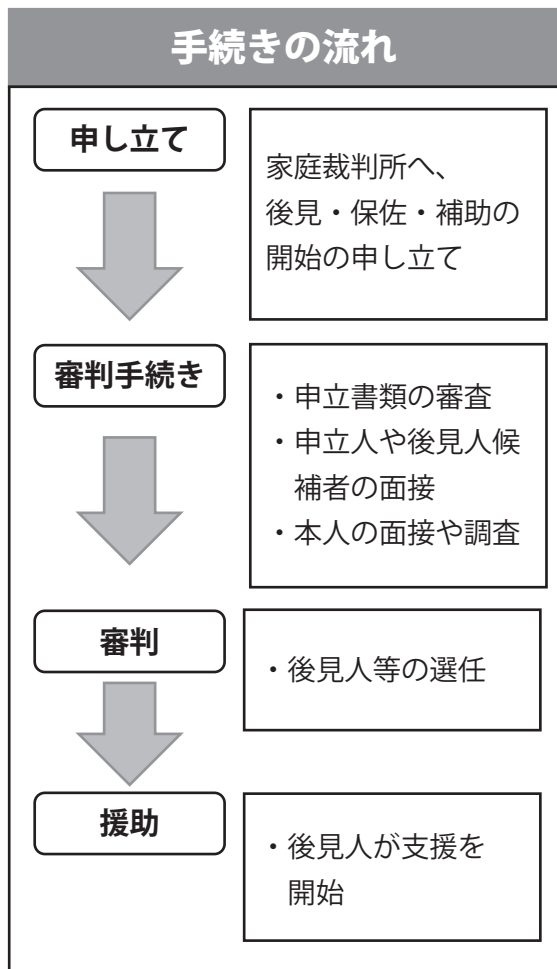 手続きの流れ
申し立て
家庭裁判所へ、
後見・保佐・補助の
開始の申し立て
審判手続き
・申立書類の審査
・申立人や後見人候
補者の面接
・本人の面接や調査
審判
・後見人等の選任
援助
・後見人が支援を
開始